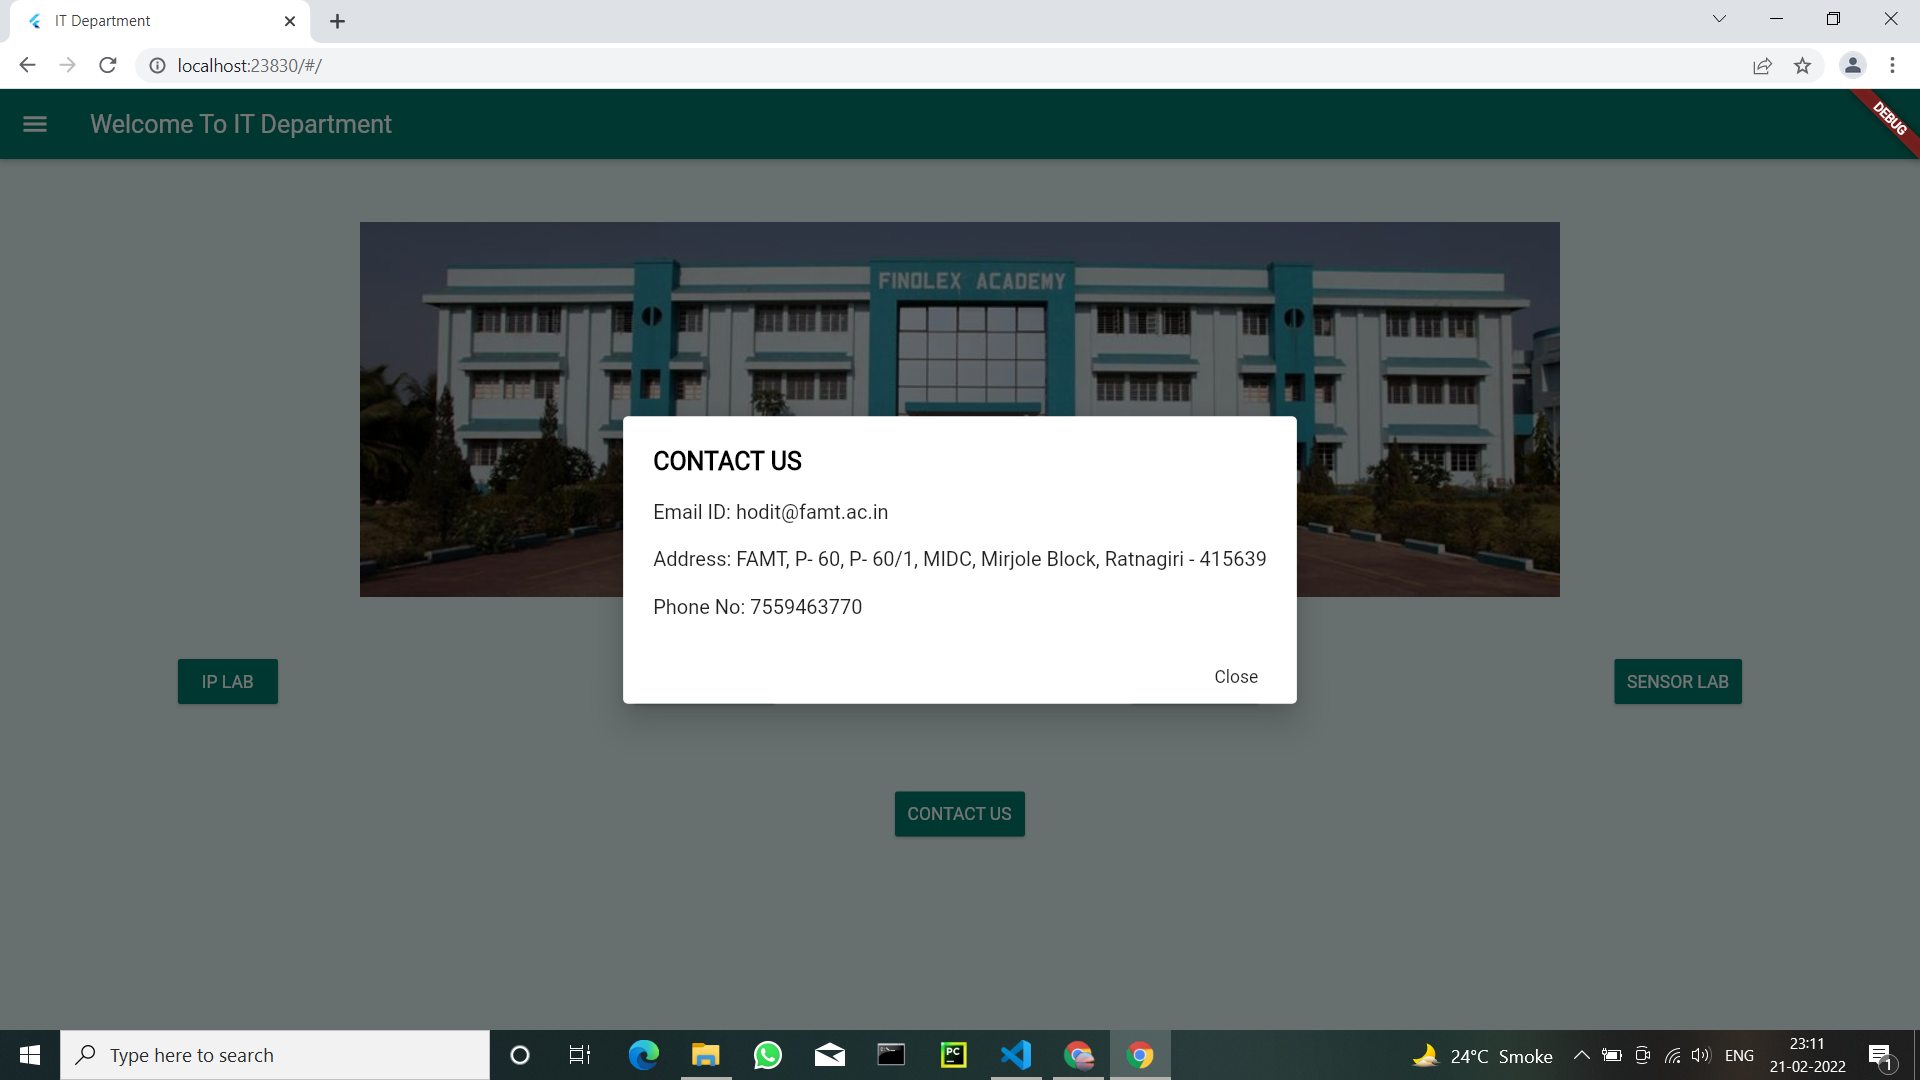 IT Department
localhost:23830/#/
Welcome To IT Department
DEBUG
FINOLEX ACADEMY
CONTACT US
Email ID: hodit@famt.ac.in
Address: FAMT, P- 60, P- 60/1, MIDC, Mirjole Block, Ratnagiri - 415639
Phone No: 7559463770
Close
IP LAB
SENSOR LAB
CONTACT US
Type here to search
PC
24°C Smoke
ENG
23:11
21-02-2022
1